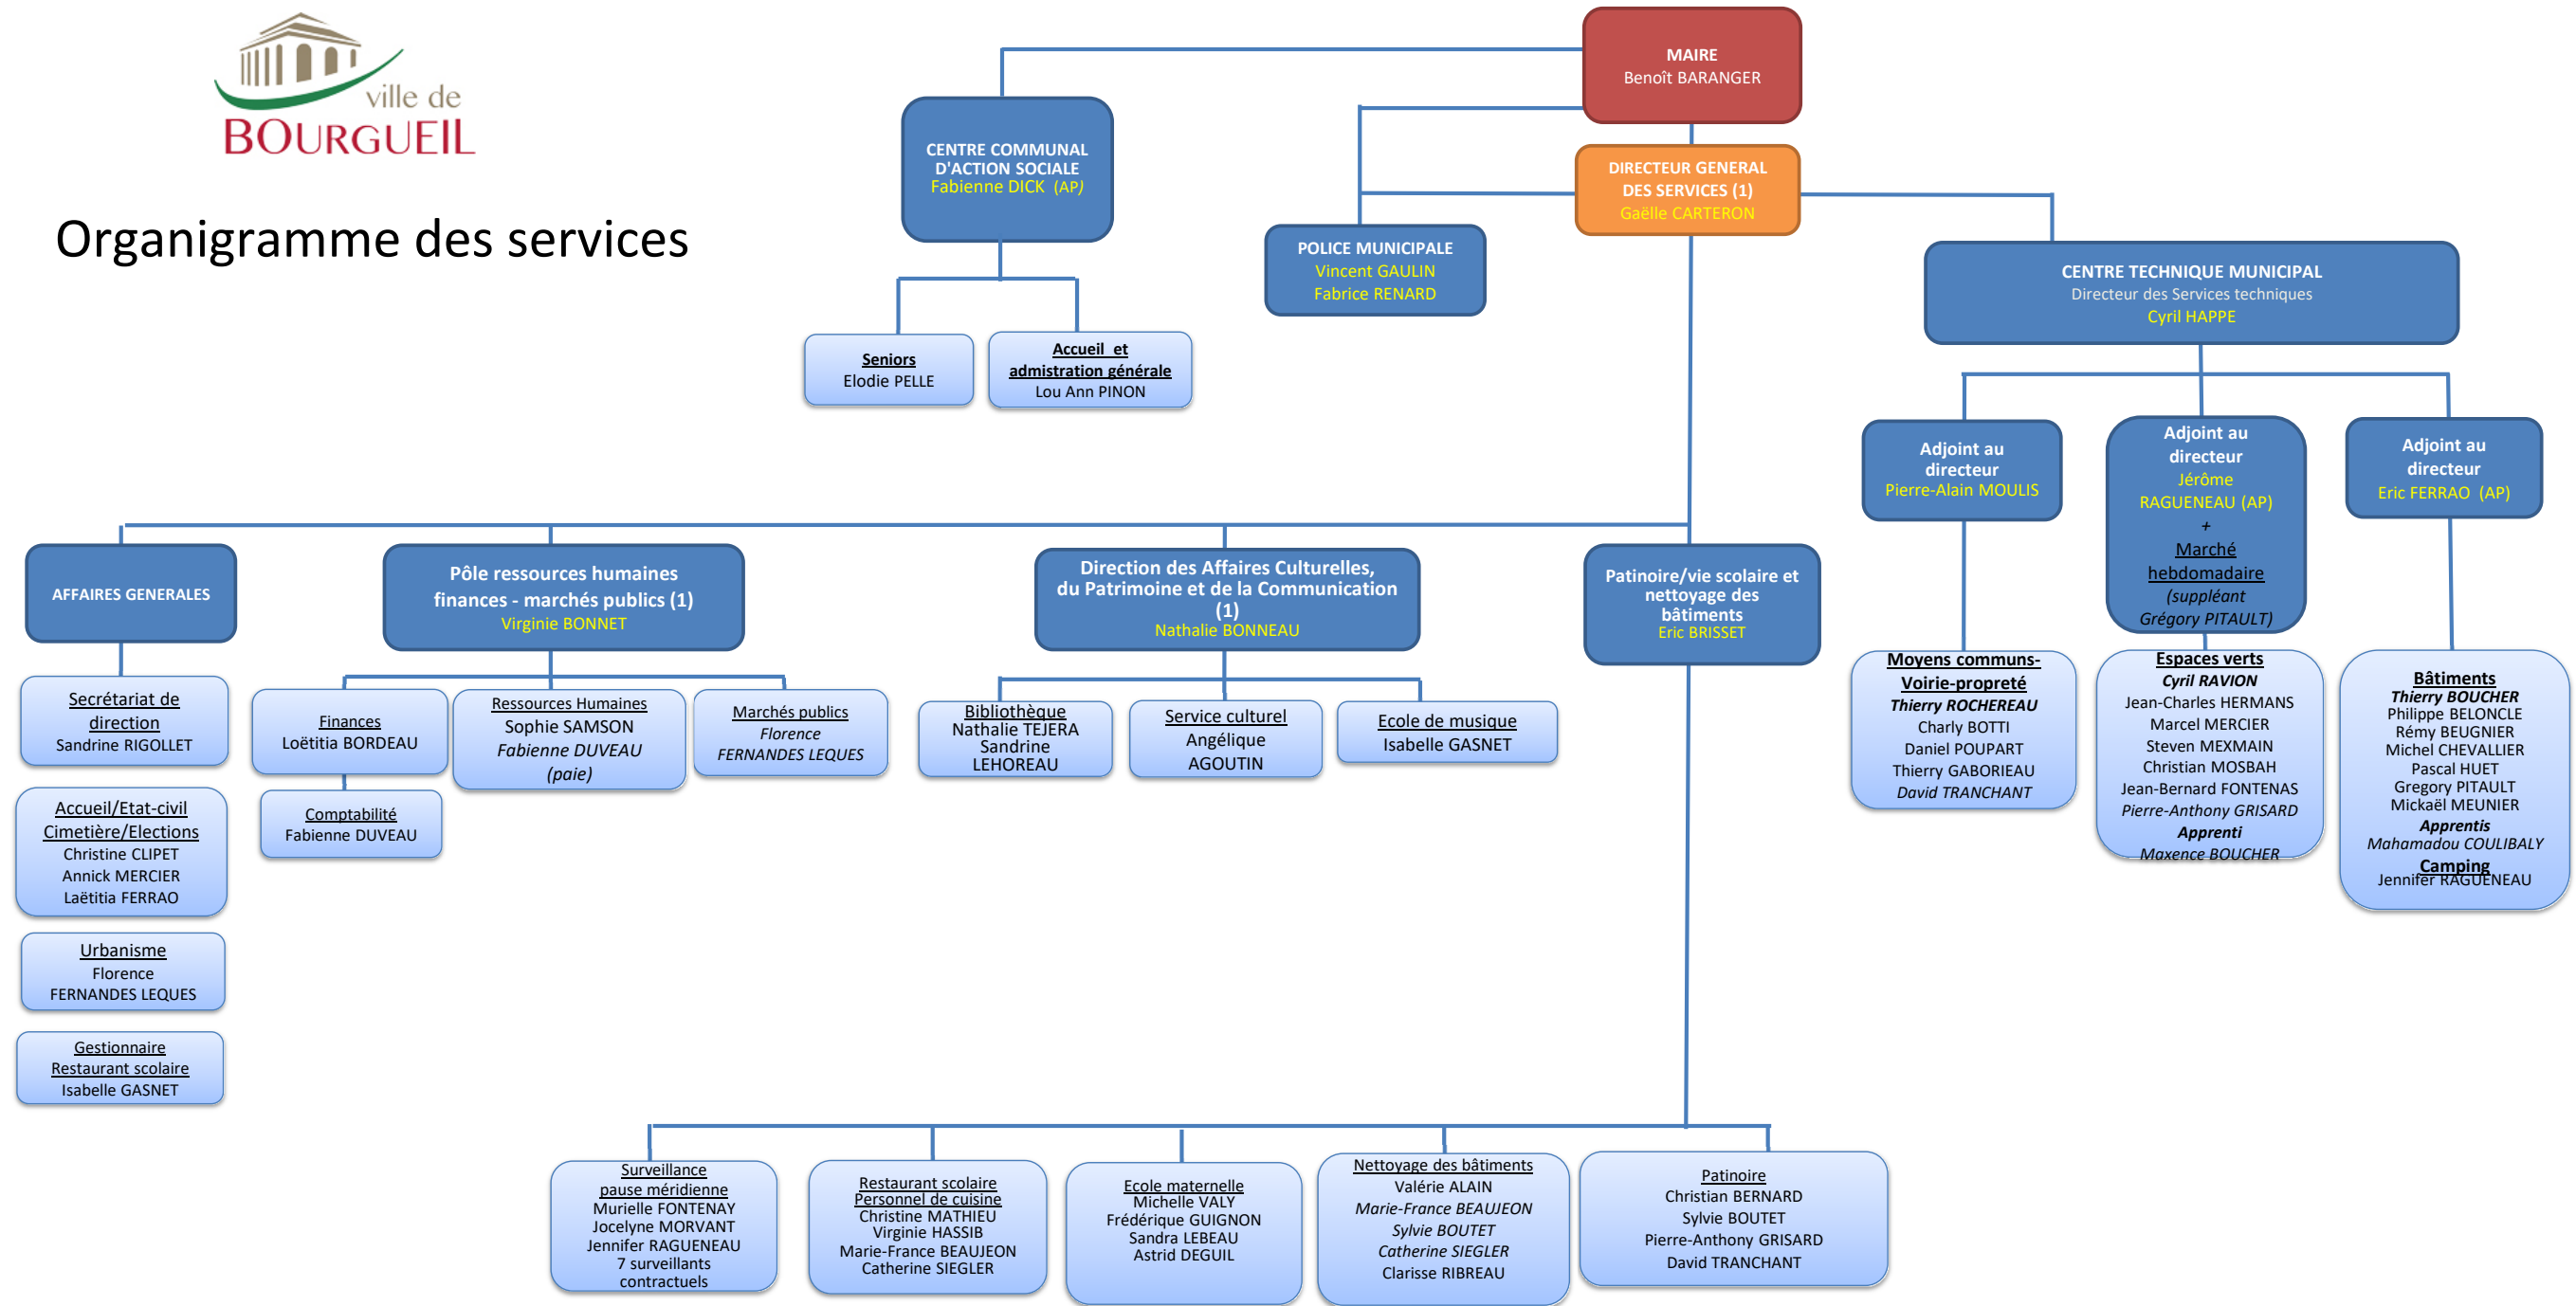 ville de
BOURGUEIL
Organigramme des services
MAIRE
Benoît BARANGER
CENTRE COMMUNAL
D'ACTION SOCIALE
Fabienne DICK (AP)
DIRECTEUR GENERAL
DES SERVICES (1)
Gaëlle CARTERON
POLICE MUNICIPALE
Vincent GAULIN
Fabrice RENARD
CENTRE TECHNIQUE MUNICIPAL
Directeur des Services techniques
Cyril HAPPE
Seniors
Elodie PELLE
Accueil et
admistration générale
Lou Ann PINON
Adjoint au
directeur
Pierre-Alain MOULIS
Adjoint au
directeur
Jérôme
RAGUENEAU (AP)
+
Marché
hebdomadaire
(suppléant
Grégory PITAULT)
Adjoint au
directeur
Eric FERRAO (AP)
AFFAIRES GENERALES
Pôle ressources humaines
finances - marchés publics (1)
Virginie BONNET
Direction des Affaires Culturelles,
du Patrimoine et de la Communication
(1)
Nathalie BONNEAU
Patinoire/vie scolaire et
nettoyage des
bâtiments
Eric BRISSET
Secrétariat de
direction
Sandrine RIGOLLET
Accueil/Etat-civil
Cimetière/Elections
Christine CLIPET
Annick MERCIER
Laëtitia FERRAO
Urbanisme
Florence
FERNANDES LEQUES
Gestionnaire
Restaurant scolaire
Isabelle GASNET
Finances
Loëtitia BORDEAU
Comptabilité
Fabienne DUVEAU
Ressources Humaines
Sophie SAMSON
Fabienne DUVEAU
(paie)
Marchés publics
Florence
FERNANDES LEQUES
Bibliothèque
Nathalie TEJERA
Sandrine
LEHOREAU
Service culturel
Angélique
AGOUTIN
Ecole de musique
Isabelle GASNET
Moyens communs-
Voirie-propreté
Thierry ROCHEREAU
Charly BOTTI
Daniel POUPART
Thierry GABORIEAU
David TRANCHANT
Espaces verts
Cyril RAVION
Jean-Charles HERMANS
Marcel MERCIER
Steven MEXMAIN
Christian MOSBAH
Jean-Bernard FONTENAS
Pierre-Anthony GRISARD
Apprenti
Maxence BOUCHER
Bâtiments
Thierry BOUCHER
Philippe BELONCLE
Rémy BEUGNIER
Michel CHEVALLIER
Pascal HUET
Gregory PITAULT
Mickaël MEUNIER
Apprentis
Mahamadou COULIBALY
Camping
Jennifer RAGUENEAU
Surveillance
pause méridienne
Murielle FONTENAY
Jocelyne MORVANT
Jennifer RAGUENEAU
7 surveillants
contractuels
Restaurant scolaire
Personnel de cuisine
Christine MATHIEU
Virginie HASSIB
Marie-France BEAUJEON
Catherine SIEGLER
Ecole maternelle
Michelle VALY
Frédérique GUIGNON
Sandra LEBEAU
Astrid DEGUIL
Nettoyage des bâtiments
Valérie ALAIN
Marie-France BEAUJEON
Sylvie BOUTET
Catherine SIEGLER
Clarisse RIBREAU
Patinoire
Christian BERNARD
Sylvie BOUTET
Pierre-Anthony GRISARD
David TRANCHANT